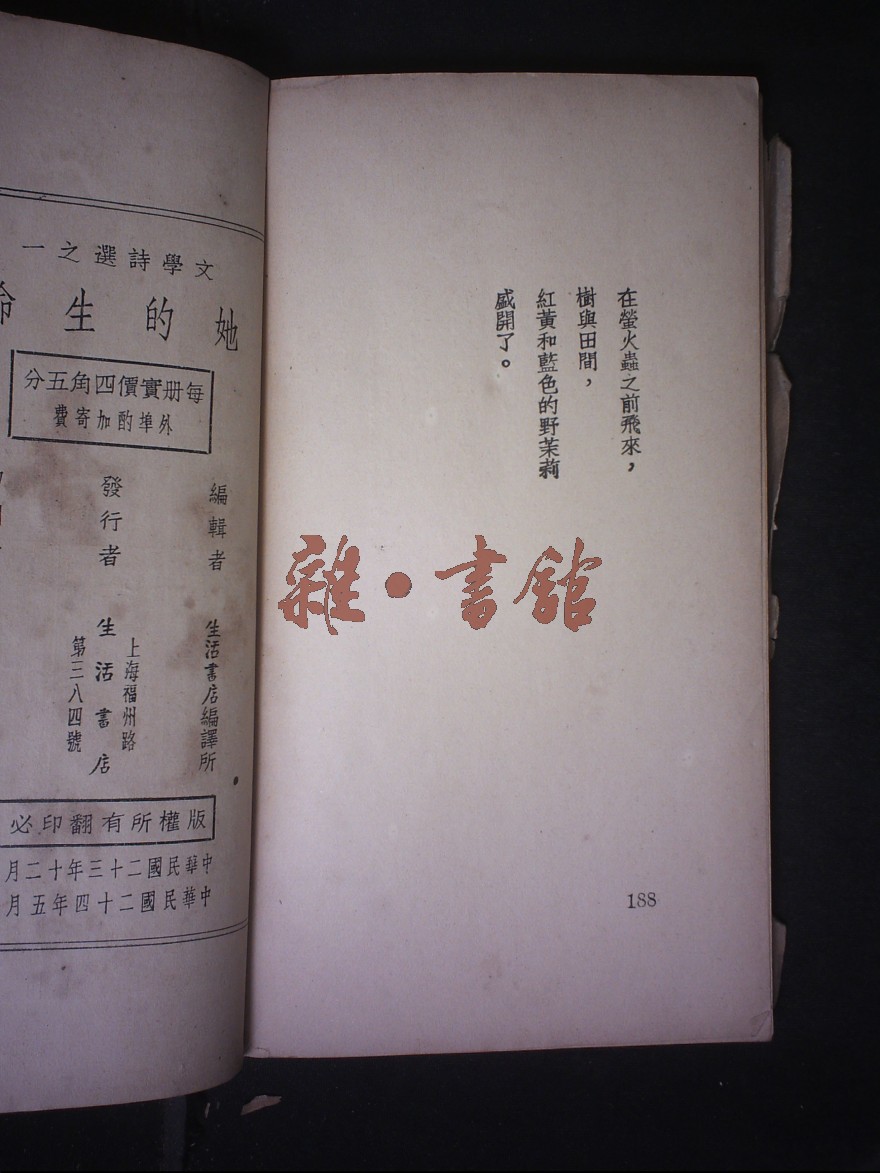 在螢火蟲之前飛來，
樹與田間，
紅黃和藍色的野茉莉
盛開了。
188
雜•書館
文學詩選之一
她的生命
每册實價四角五分
外埠酌加寄費
編輯者 生活書店編譯所
發行者 生活書店
上海福州路
第三八四號
版權所有翻印必
中華民國二十三年十二月
中華民國二十四年五月